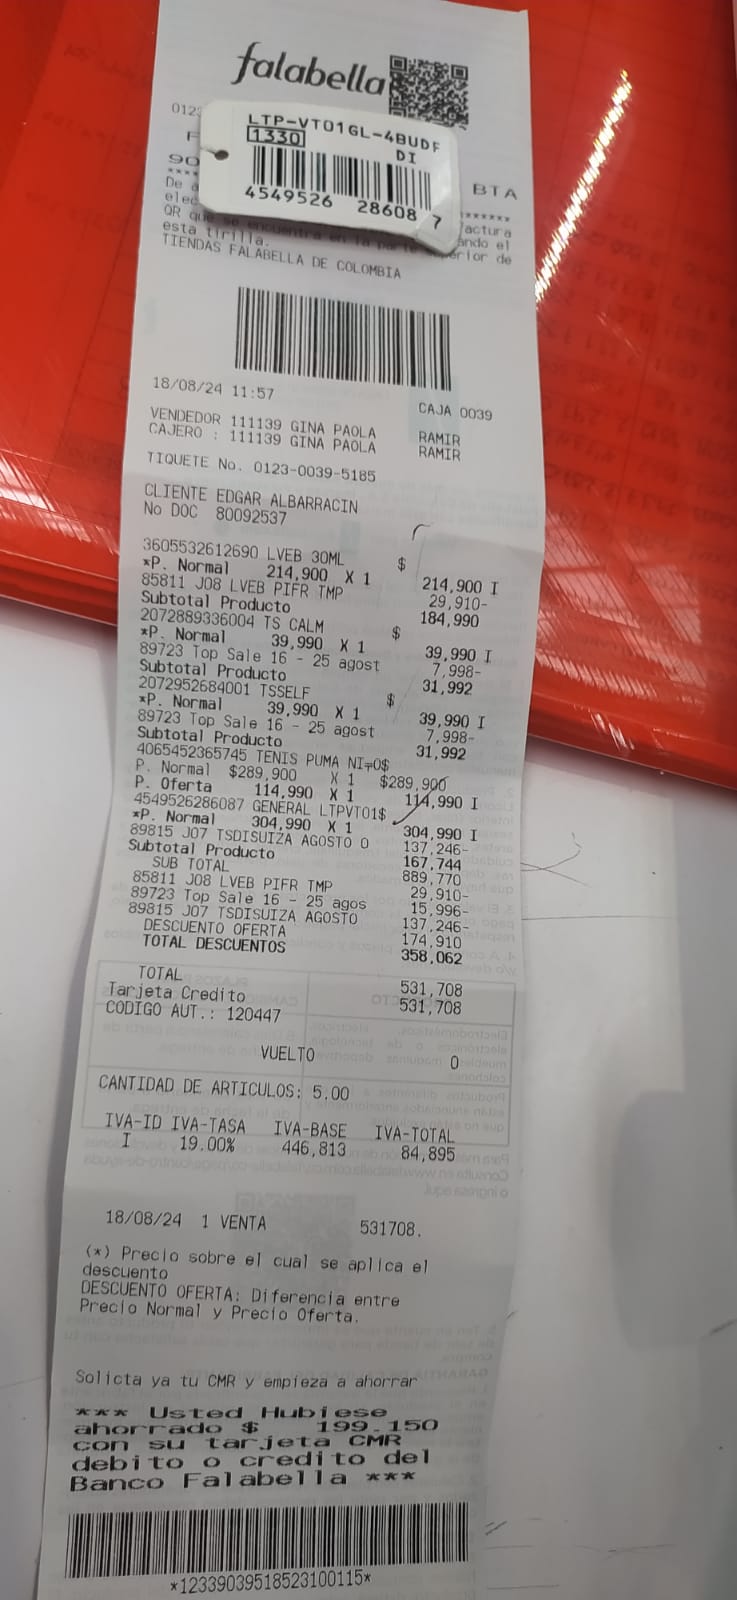 falabella
LTP-VT01GL-4BUDF
1330
DI
4549526 28608 7
BTA
De a
actura
QR que se encuentra en la parte superior de
esta tirilla.
TIENDAS FALABELLA DE COLOMBIA
18/08/24 11:57 CAJA 0039
VENDEDOR 111139 GINA PAOLA RAMIR
CAJERO : 111139 GINA PAOLA RAMIR
TIQUETE No. 0123-0039-5185
CLIENTE EDGAR ALBARRACIN
No DOC 80092537
3605532612690 LVEB 30ML $
*P. Normal 214,900 X 1 214,900 I
85811 J08 LVEB PIFR TMP 29,910-
Subtotal Producto 184,990
2072889336004 TS CALM $
*P. Normal 39,990 X 1 39,990 I
89723 Top Sale 16 - 25 agost 7,998-
Subtotal Producto 31,992
2072952684001 TSSELF $
*P. Normal 39,990 X 1 39,990 I
89723 Top Sale 16 - 25 agost 7,998-
Subtotal Producto 31,992
4065452365745 TENIS PUMA NI=O$
P. Normal $289,900 X 1 $289,900
P. Oferta 114,990 X 1 114,990 I
4549526286087 GENERAL LTPVT01$
*P. Normal 304,990 X 1 304,990 I
89815 J07 TSDISUIZA AGOSTO O 137,246-
Subtotal Producto 167,744
SUB TOTAL 889,770
85811 J08 LVEB PIFR TMP 29,910-
89723 Top Sale 16 - 25 agos 15,996-
89815 J07 TSDISUIZA AGOSTO 137,246-
DESCUENTO OFERTA 174,910
TOTAL DESCUENTOS 358,062
TOTAL 531,708
Tarjeta Credito 531,708
CODIGO AUT.: 120447
VUELTO 0
CANTIDAD DE ARTICULOS: 5.00
IVA-ID IVA-TASA IVA-BASE IVA-TOTAL
I 19.00% 446,813 84,895
18/08/24 1 VENTA 531708.
(*) Precio sobre el cual se aplica el
descuento
DESCUENTO OFERTA: Diferencia entre
Precio Normal y Precio Oferta.
Solicta ya tu CMR y empieza a ahorrar
*** Usted Hubiese
ahorrado $ 199.150
con su tarjeta CMR
debito o credito del
Banco Falabella ***
*12339039518523100115*